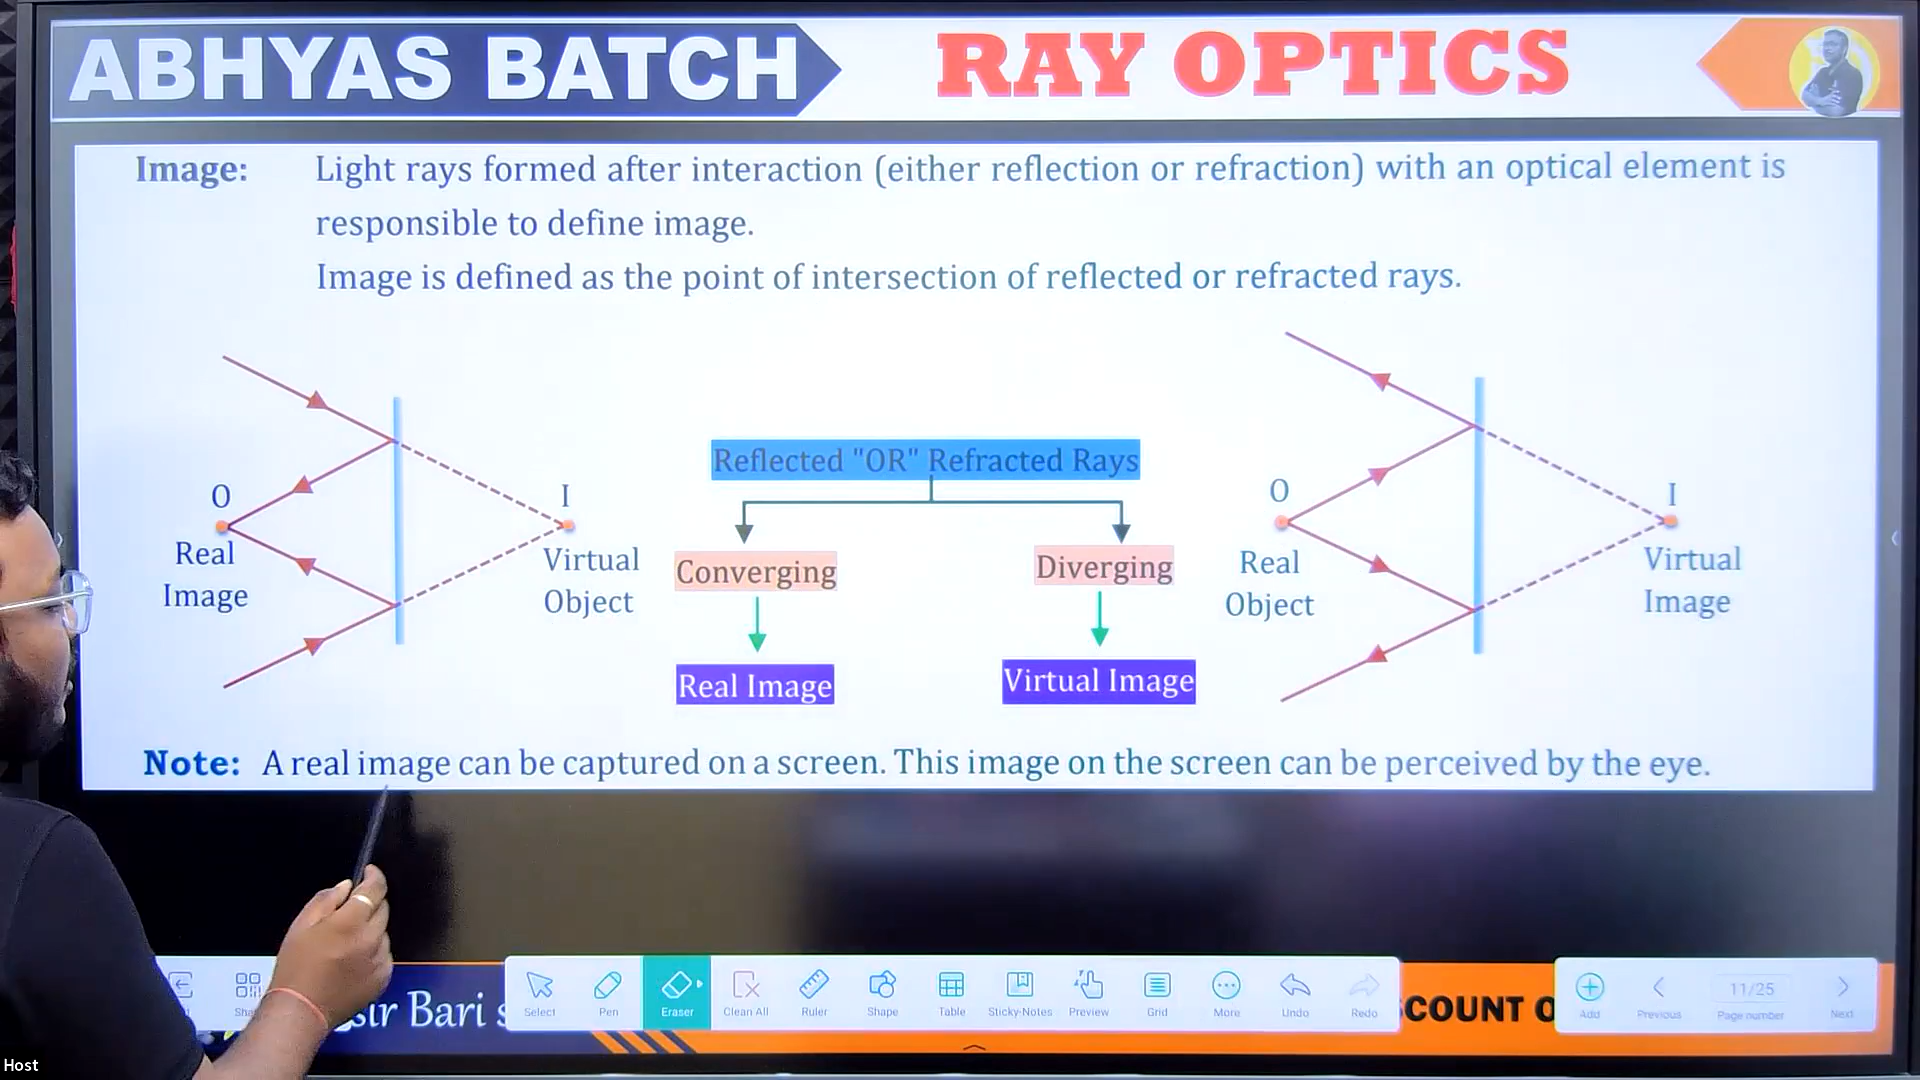 ABHYAS BATCH
RAY OPTICS
Image: Light rays formed after interaction (either reflection or refraction) with an optical element is
responsible to define image.
Image is defined as the point of intersection of reflected or refracted rays.
O
Real
Image
I
Virtual
Object
Reflected "OR" Refracted Rays
Converging
Diverging
Real Image
Virtual Image
O
Real
Object
I
Virtual
Image
Note: A real image can be captured on a screen. This image on the screen can be perceived by the eye.
sir Bari s
COUNT O
Select
Pen
Eraser
Clean All
Ruler
Shape
Table
Sticky-Notes
Preview
Grid
More
Undo
Redo
Add
Previous
11/25
Page number
Next
Host